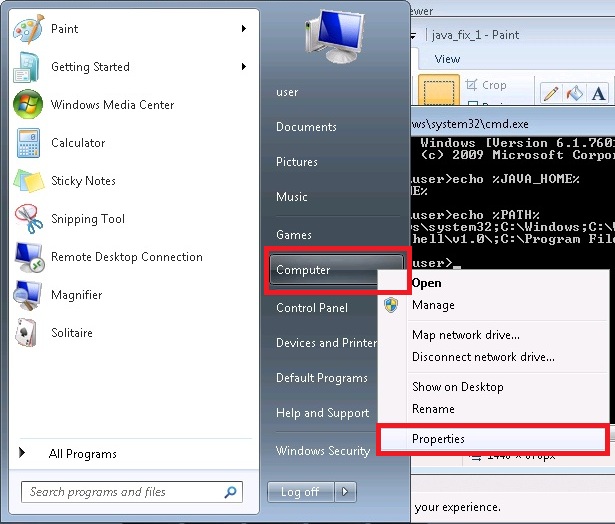 Paint
Getting Started
Windows Media Center
Calculator
Sticky Notes
Snipping Tool
Remote Desktop Connection
Magnifier
Solitaire
All Programs
Search programs and files
user
Documents
Pictures
Music
Games
Computer
Control Panel
Devices and Printer
Default Programs
Help and Support
Windows Security
Log off
Open
Manage
Map network drive...
Disconnect network drive...
Show on Desktop
Rename
Properties
ewer
java_fix_1 - Paint
View
Crop
A
ws\system32\cmd.exe
Windows [Version 6.1.760
(c) 2009 Microsoft Corpor
user>echo %JAVA_HOME%
ME%
user>echo %PATH%
ws\system32;C:\Windows;C:\W
hell\v1.0\;C:\Program File
user>_
your experience.